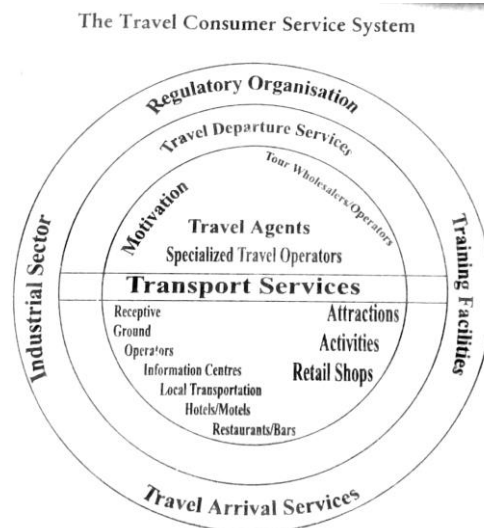 The Travel Consumer Service System
Regulatory Organisation
Travel Departure Services
Tour Wholesalers/Operators
Motivation
Travel Agents
Specialized Travel Operators
Industrial Sector
Training Facilities
Transport Services
Receptive
Ground
Operators
Information Centres
Local Transportation
Hotels/Motels
Restaurants/Bars
Attractions
Activities
Retail Shops
Travel Arrival Services